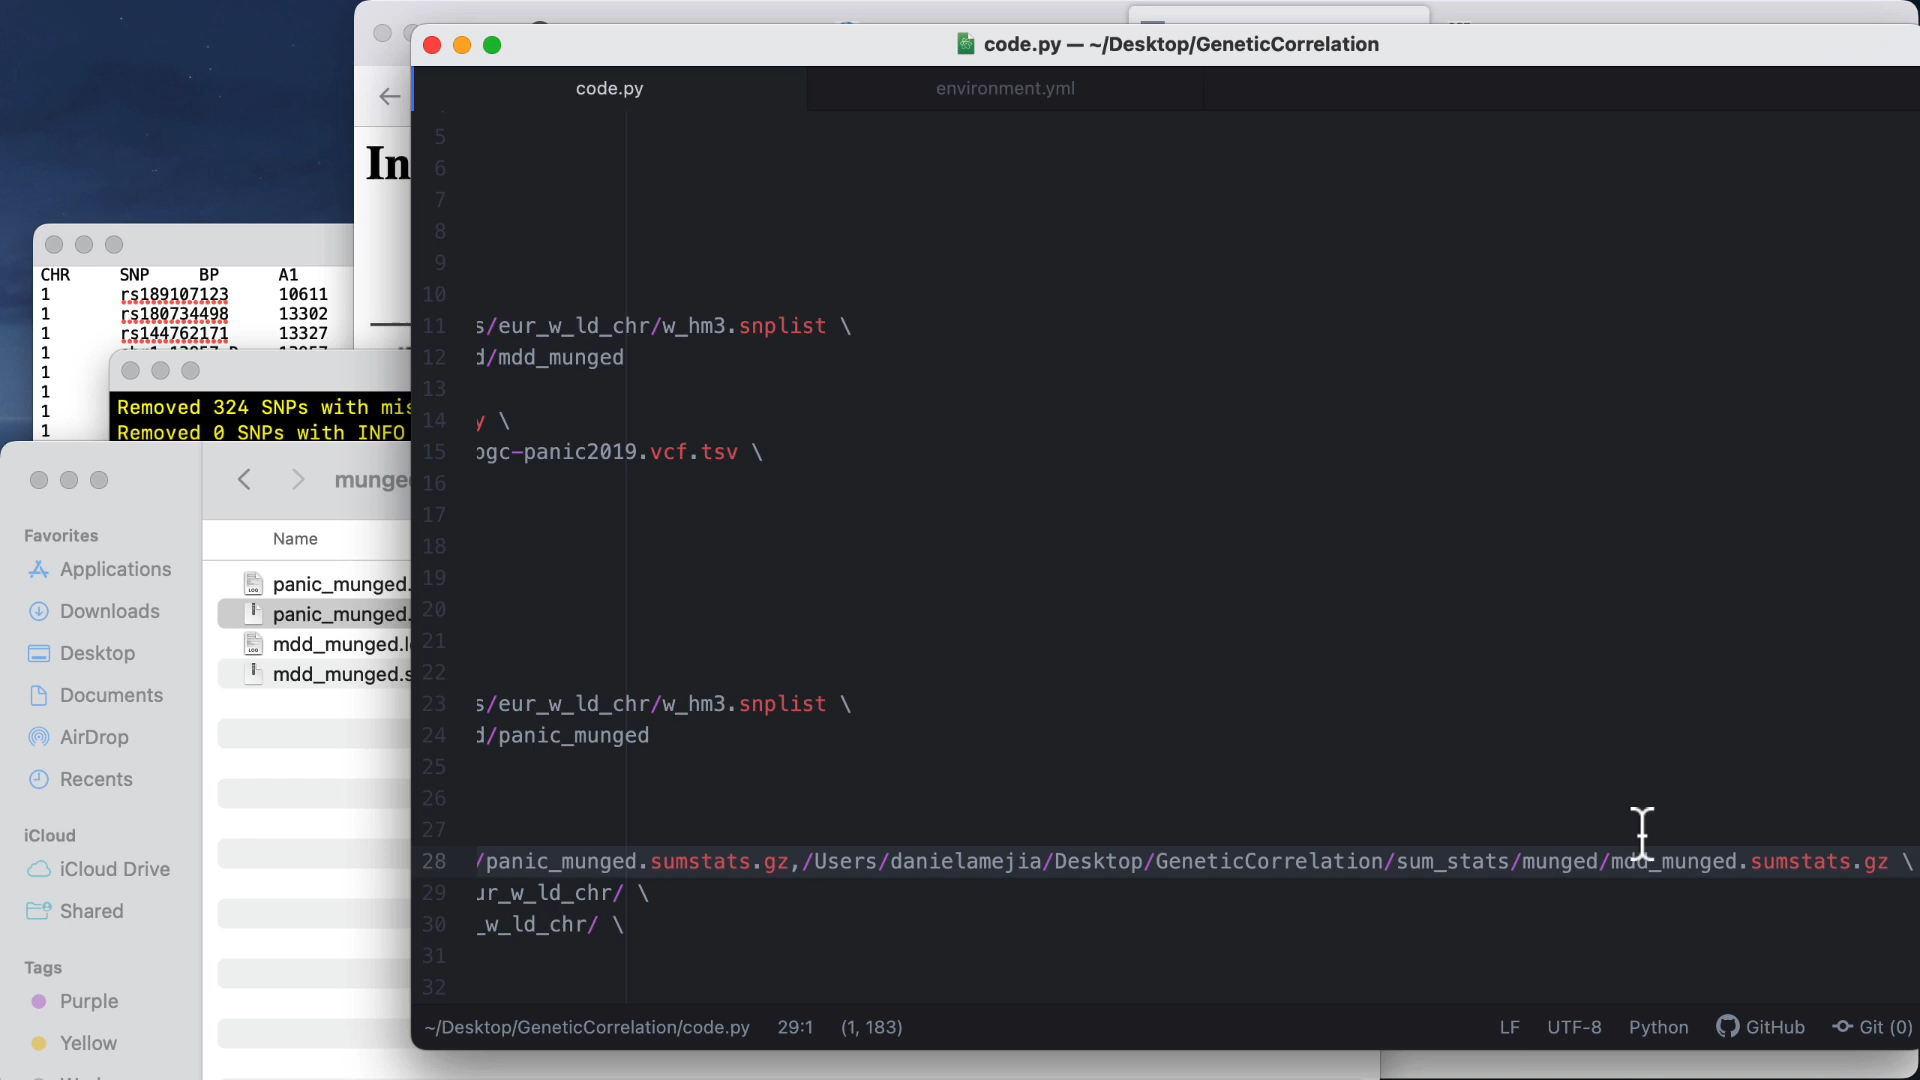 code.py — ~/Desktop/GeneticCorrelation
code.py
environment.yml
5
6
7
8
9
10
11 s/eur_w_ld_chr/w_hm3.snplist \
12 d/mdd_munged
13
14 y \
15 pgc-panic2019.vcf.tsv \
16
17
18
19
20
21
22
23 s/eur_w_ld_chr/w_hm3.snplist \
24 d/panic_munged
25
26
27
28 /panic_munged.sumstats.gz,/Users/danielamejia/Desktop/GeneticCorrelation/sum_stats/munged/mdd_munged.sumstats.gz \
29 ur_w_ld_chr/ \
30 _w_ld_chr/ \
31
32
~/Desktop/GeneticCorrelation/code.py 29:1 (1, 183)
LF UTF-8 Python GitHub Git (0)
In
CHR SNP BP A1
1 rs189107123 10611
1 rs180734498 13302
1 rs144762171 13327
1
1
1
1
1
Removed 324 SNPs with mis
Removed 0 SNPs with INFO
munged
Name
panic_munged.
panic_munged.
mdd_munged.l
mdd_munged.s
Favorites
Applications
Downloads
Desktop
Documents
AirDrop
Recents
iCloud
iCloud Drive
Shared
Tags
Purple
Yellow